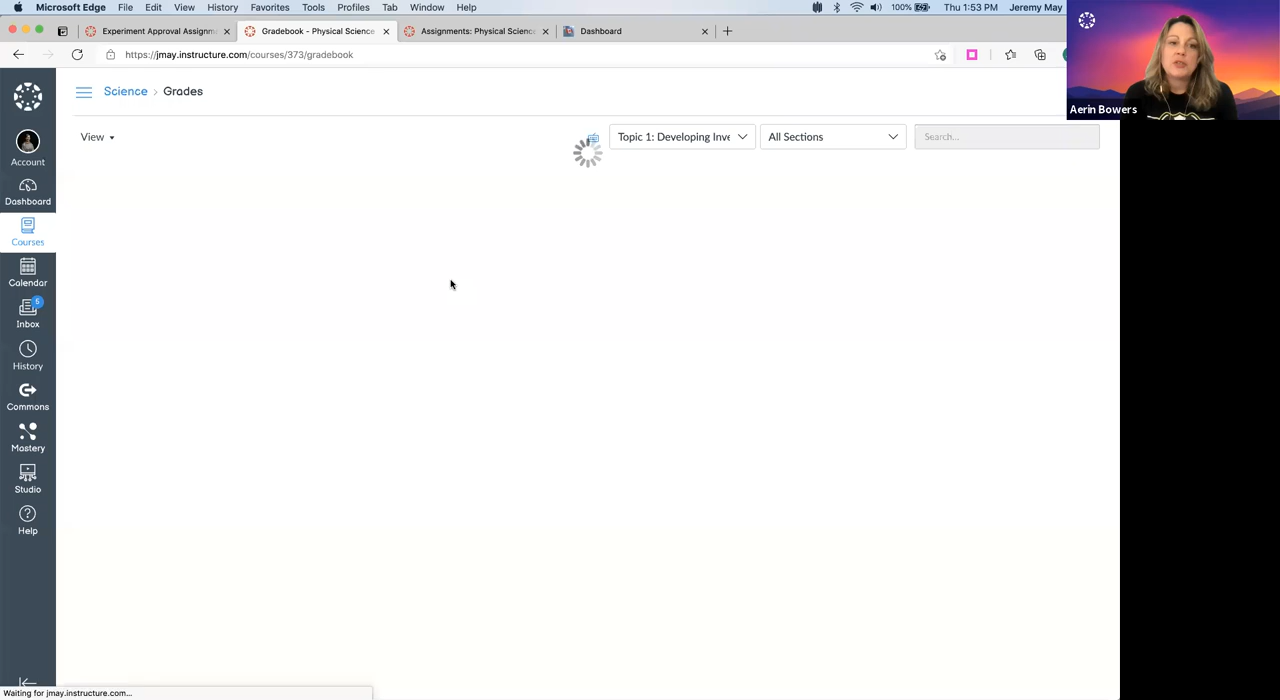 Microsoft Edge File Edit View History Favorites Tools Profiles Tab Window Help 100% Thu 1:53 PM Jeremy May
Experiment Approval Assignm Gradebook - Physical Science Assignments: Physical Scienc Dashboard
https://jmay.instructure.com/courses/373/gradebook
Aerin Bowers
Science › Grades
View Topic 1: Developing Inve All Sections Search...
Account
Dashboard
Courses
Calendar
5
Inbox
History
Commons
Mastery
Studio
Help
Waiting for jmay.instructure.com...